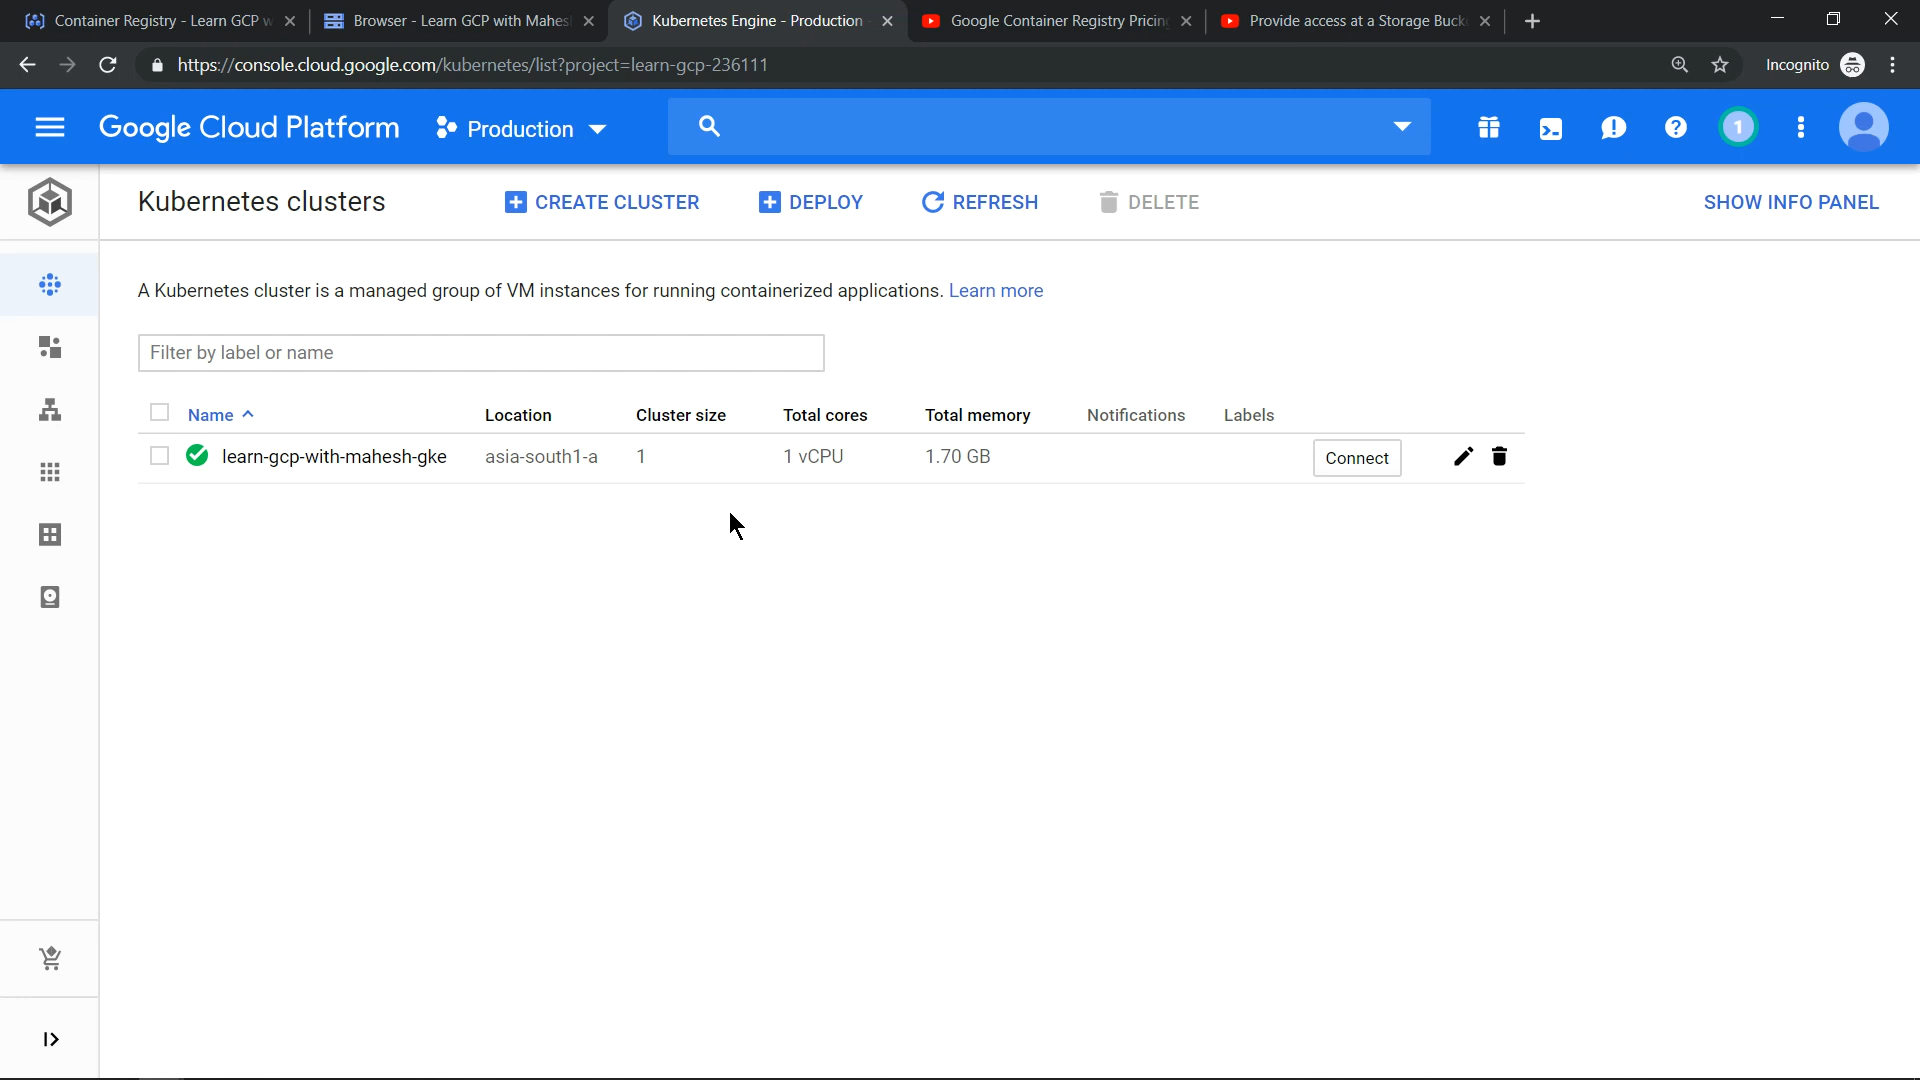 Container Registry - Learn GCP w
Browser - Learn GCP with Mahes
Kubernetes Engine - Production
Google Container Registry Pricing
Provide access at a Storage Buck
https://console.cloud.google.com/kubernetes/list?project=learn-gcp-236111
Incognito
Google Cloud Platform
Production
1
Kubernetes clusters
CREATE CLUSTER
DEPLOY
REFRESH
DELETE
SHOW INFO PANEL
A Kubernetes cluster is a managed group of VM instances for running containerized applications. Learn more
Filter by label or name
Name Location Cluster size Total cores Total memory Notifications Labels
learn-gcp-with-mahesh-gke asia-south1-a 1 1 vCPU 1.70 GB Connect